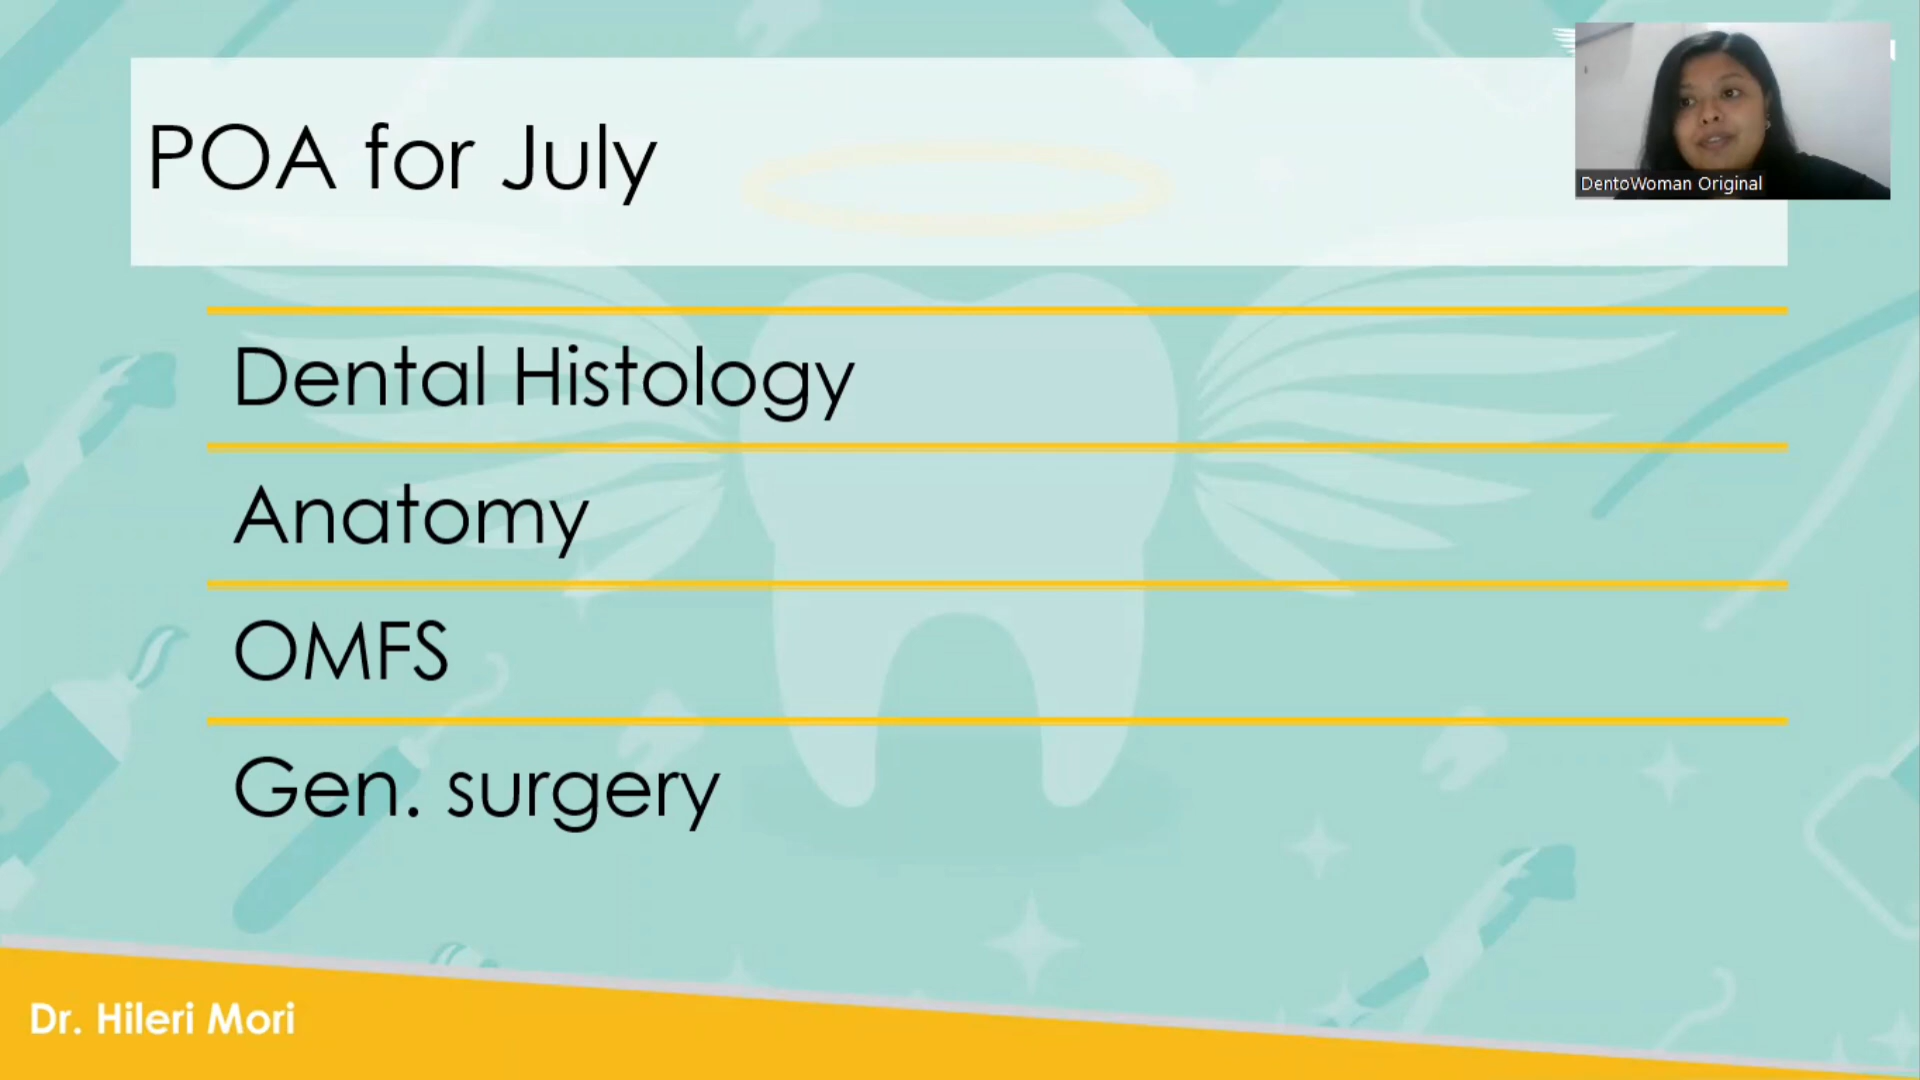 POA for July
DentoWoman Original
Dental Histology
Anatomy
OMFS
Gen. surgery
Dr. Hileri Mori